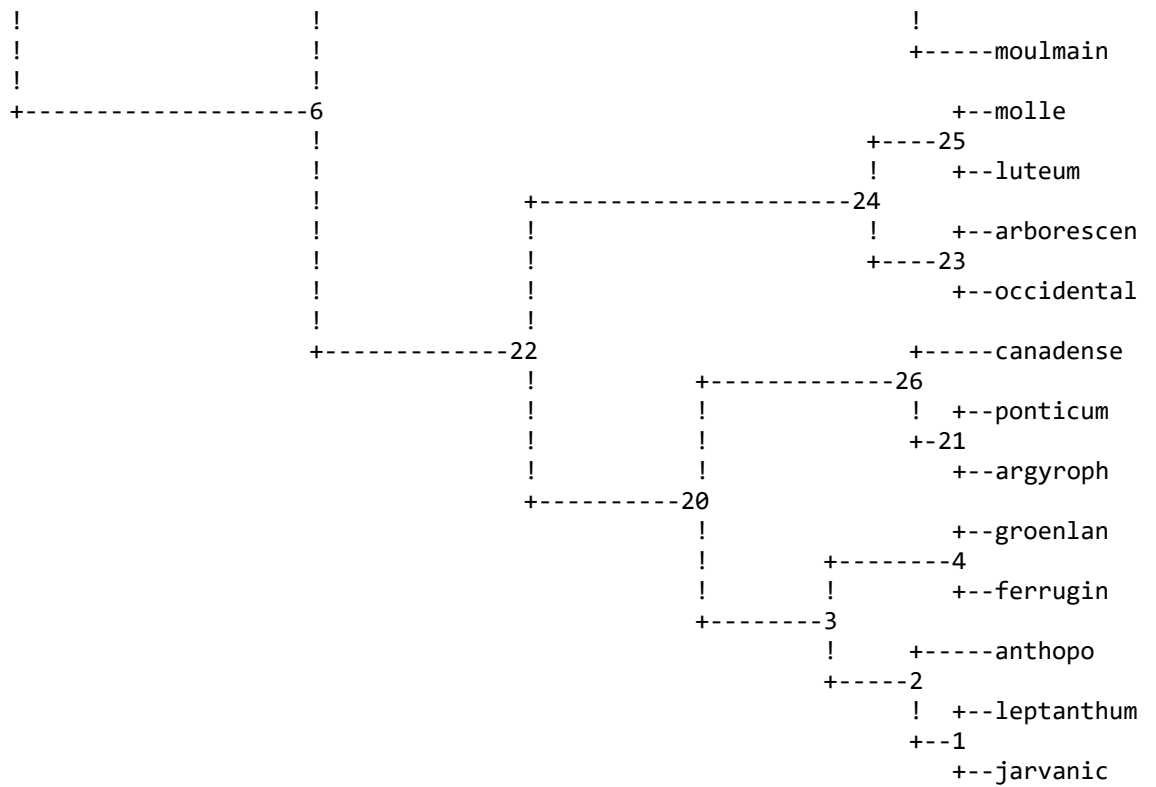 !                    !                                         !
!                    !                                         +-----moulmain
!                    !
+--------------------6                                            +--molle
                     !                                      +----25
                     !                                      !     +--luteum
                     !              +----------------------24
                     !              !                       !     +--arborescen
                     !              !                       +----23
                     !              !                             +--occidental
                     !              !
                     +-------------22                          +-----canadense
                                    !           +-------------26
                                    !           !              !  +--ponticum
                                    !           !              +-21
                                    !           !                 +--argyroph
                                    +----------20
                                                !                 +--groenlan
                                                !        +--------4
                                                !        !        +--ferrugin
                                                +--------3
                                                         !     +-----anthopo
                                                         +-----2
                                                               !  +--leptanthum
                                                               +--1
                                                                  +--jarvanic